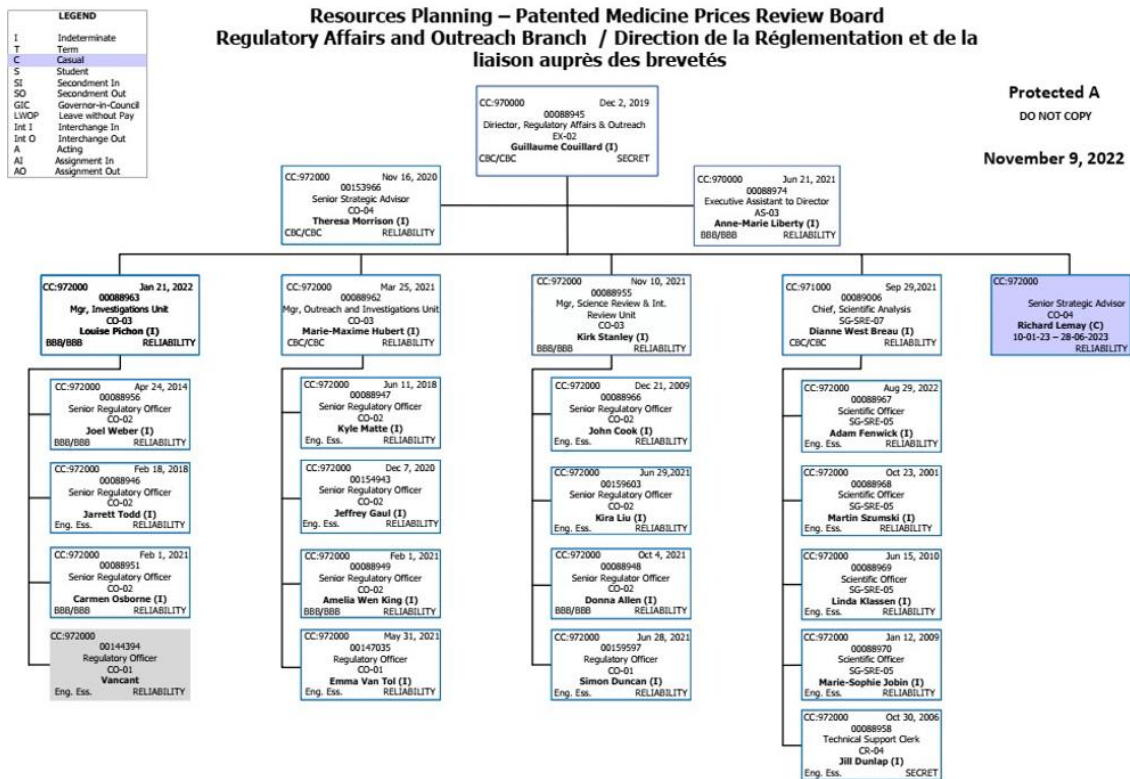 LEGEND
I Indeterminate
T Term
C Casual
S Student
SI Secondment In
SO Secondment Out
GIC Governor-in-Council
LWOP Leave without Pay
Int I Interchange In
Int O Interchange Out
A Acting
AI Assignment In
AO Assignment Out
Resources Planning – Patented Medicine Prices Review Board
Regulatory Affairs and Outreach Branch / Direction de la Réglementation et de la
liaison auprès des brevetés
Protected A
DO NOT COPY
November 9, 2022
CC:970000 Dec 2, 2019
00088945
Diriector, Regulatory Affairs & Outreach
EX-02
Guillaume Couillard (I)
CBC/CBC SECRET
CC:972000 Nov 16, 2020
00153966
Senior Strategic Advisor
CO-04
Theresa Morrison (I)
CBC/CBC RELIABILITY
CC:970000 Jun 21, 2021
00088974
Executive Assistant to Director
AS-03
Anne-Marie Liberty (I)
BBB/BBB RELIABILITY
CC:972000 Jan 21, 2022
00088963
Mgr, Investigations Unit
CO-03
Louise Pichon (I)
BBB/BBB RELIABILITY
CC:972000 Mar 25, 2021
00088962
Mgr, Outreach and Investigations Unit
CO-03
Marie-Maxime Hubert (I)
CBC/CBC RELIABILITY
CC:972000 Nov 10, 2021
00088955
Mgr, Science Review & Int.
Review Unit
CO-03
Kirk Stanley (I)
BBB/BBB RELIABILITY
CC:971000 Sep 29,2021
00089006
Chief, Scientific Analysis
SG-SRE-07
Dianne West Breau (I)
CBC/CBC RELIABILITY
CC:972000
Senior Strategic Advisor
CO-04
Richard Lemay (C)
10-01-23 – 28-06-2023
RELIABILITY
CC:972000 Apr 24, 2014
00088956
Senior Regulatory Officer
CO-02
Joel Weber (I)
BBB/BBB RELIABILITY
CC:972000 Feb 18, 2018
00088946
Senior Regulatory Officer
CO-02
Jarrett Todd (I)
Eng. Ess. RELIABILITY
CC:972000 Feb 1, 2021
00088951
Senior Regulatory Officer
CO-02
Carmen Osborne (I)
BBB/BBB RELIABILITY
CC:972000
00144394
Regulatory Officer
CO-01
Vancant
Eng. Ess. RELIABILITY
CC:972000 Jun 11, 2018
00088947
Senior Regulatory Officer
CO-02
Kyle Matte (I)
Eng. Ess. RELIABILITY
CC:972000 Dec 7, 2020
00154943
Senior Regulatory Officer
CO-02
Jeffrey Gaul (I)
Eng. Ess. RELIABILITY
CC:972000 Feb 1, 2021
00088949
Senior Regulatory Officer
CO-02
Amelia Wen King (I)
BBB/BBB RELIABILITY
CC:972000 May 31, 2021
00147035
Regulatory Officer
CO-01
Emma Van Tol (I)
Eng. Ess. RELIABILITY
CC:972000 Dec 21, 2009
00088966
Senior Regulatory Officer
CO-02
John Cook (I)
Eng. Ess. RELIABILITY
CC:972000 Jun 29,2021
00159603
Senior Regulatory Officer
CO-02
Kira Liu (I)
Eng. Ess. RELIABILITY
CC:972000 Oct 4, 2021
00088948
Senior Regulator Officer
CO-02
Donna Allen (I)
BBB/BBB RELIABILITY
CC:972000 Jun 28, 2021
00159597
Regulatory Officer
CO-01
Simon Duncan (I)
Eng. Ess. RELIABILITY
CC:972000 Aug 29, 2022
00088967
Scientific Officer
SG-SRE-05
Adam Fenwick (I)
Eng. Ess. RELIABILITY
CC:972000 Oct 23, 2001
00088968
Scientific Officer
SG-SRE-05
Martin Szumski (I)
Eng. Ess. RELIABILITY
CC:972000 Jun 15, 2010
00088969
Scientific Officer
SG-SRE-05
Linda Klassen (I)
Eng. Ess. RELIABILITY
CC:972000 Jan 12, 2009
00088970
Scientific Officer
SG-SRE-05
Marie-Sophie Jobin (I)
Eng. Ess. RELIABILITY
CC:972000 Oct 30, 2006
00088958
Technical Support Clerk
CR-04
Jill Dunlap (I)
Eng. Ess. SECRET